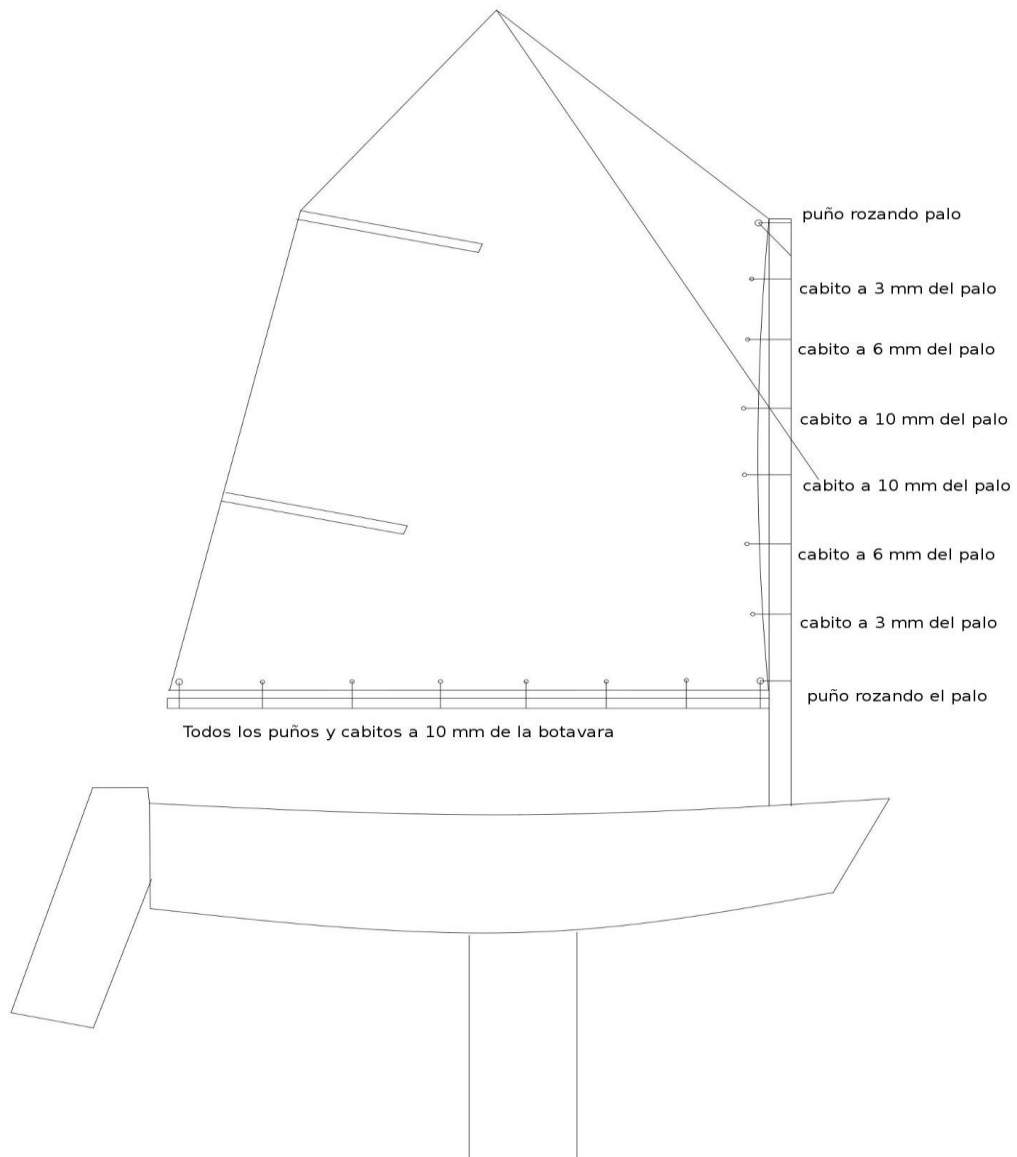 puño rozando palo
cabito a 3 mm del palo
cabito a 6 mm del palo
cabito a 10 mm del palo
cabito a 10 mm del palo
cabito a 6 mm del palo
cabito a 3 mm del palo
puño rozando el palo
Todos los puños y cabitos a 10 mm de la botavara